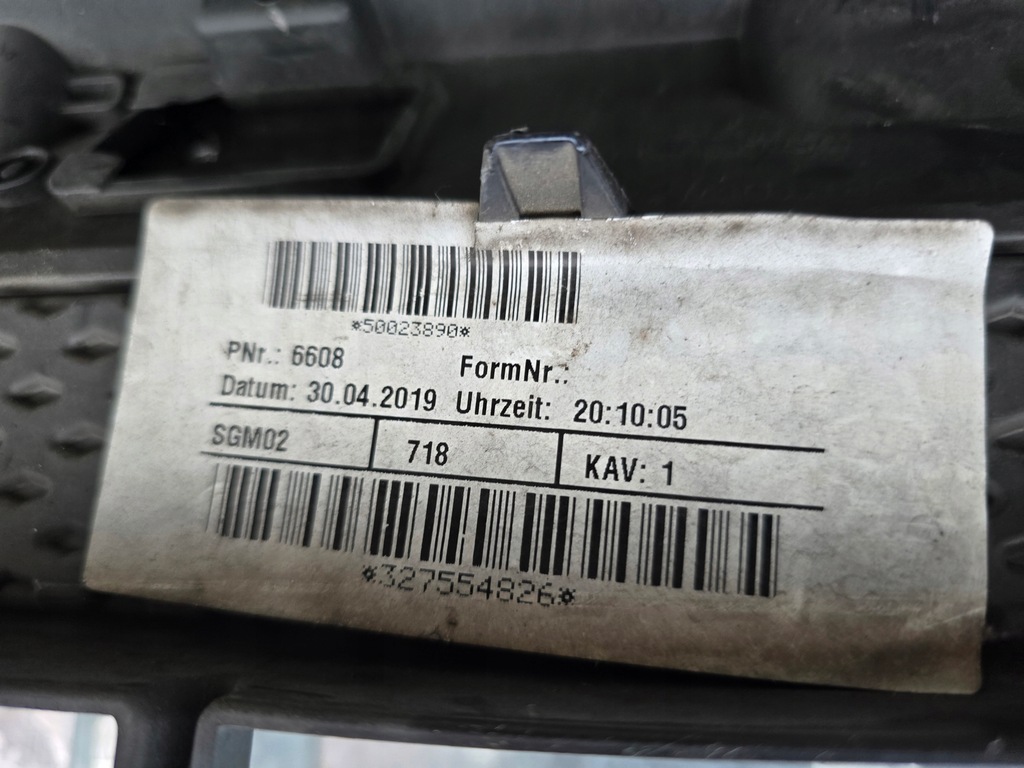 *50023890*
PNr.: 6608 FormNr.:
Datum: 30.04.2019 Uhrzeit: 20:10:05
SGM02 718 KAV: 1
*327554826*